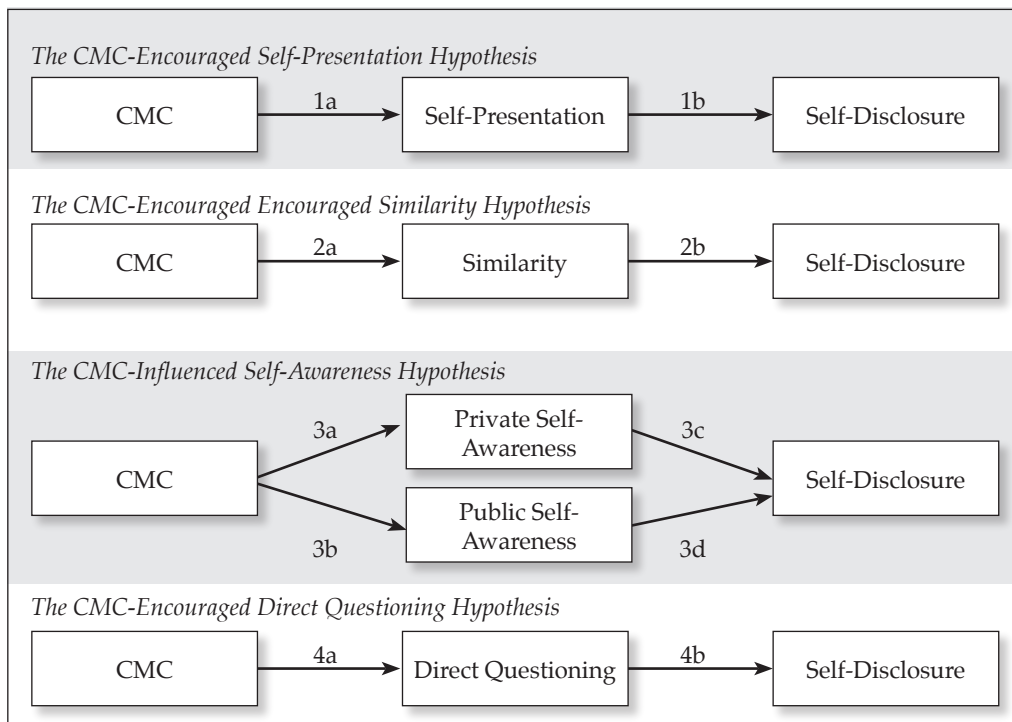 The CMC-Encouraged Self-Presentation Hypothesis
CMC
1a
Self-Presentation
1b
Self-Disclosure
The CMC-Encouraged Encouraged Similarity Hypothesis
CMC
2a
Similarity
2b
Self-Disclosure
The CMC-Influenced Self-Awareness Hypothesis
CMC
3a
Private Self-
Awareness
3c
3b
Public Self-
Awareness
3d
Self-Disclosure
The CMC-Encouraged Direct Questioning Hypothesis
CMC
4a
Direct Questioning
4b
Self-Disclosure